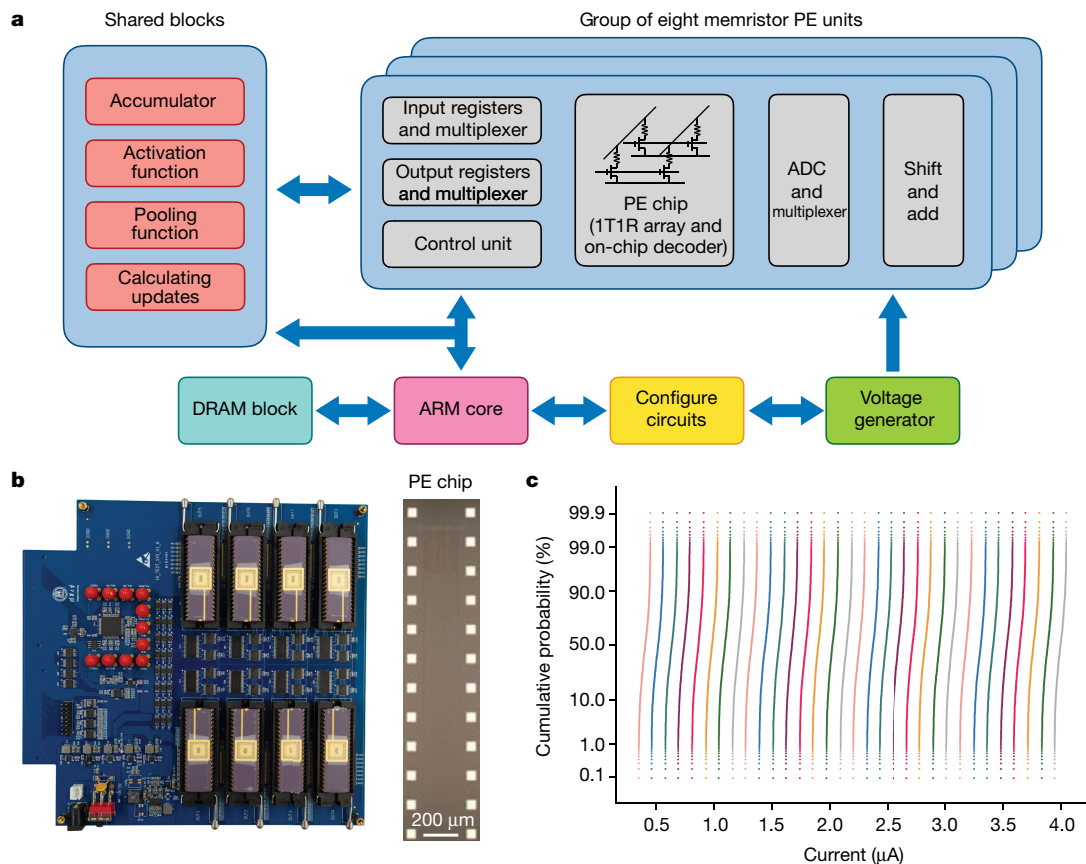 a
Shared blocks
Group of eight memristor PE units
Accumulator
Activation
function
Pooling
function
Calculating
updates
Input registers
and multiplexer
Output registers
and multiplexer
Control unit
PE chip
(1T1R array and
on-chip decoder)
ADC
and
multiplexer
Shift
and
add
DRAM block
ARM core
Configure
circuits
Voltage
generator
b
PE chip
200 μm
c
Cumulative probability (%)
99.9
99.0
90.0
50.0
10.0
1.0
0.1
0.5 1.0 1.5 2.0 2.5 3.0 3.5 4.0
Current (μA)